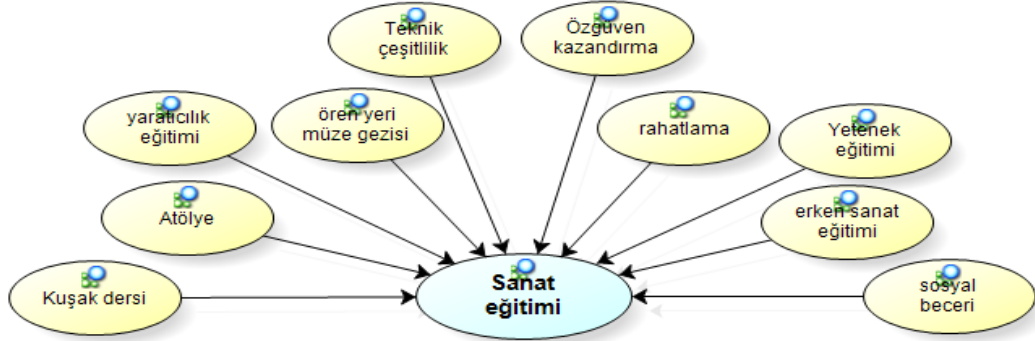 Teknik
çeşitlilik
Özgüven
kazandırma
yaratıcılık
eğitimi
ören yeri
müze gezisi
rahatlama
Yetenek
eğitimi
Atölye
erken sanat
eğitimi
Kuşak dersi
Sanat
eğitimi
sosyal
beceri